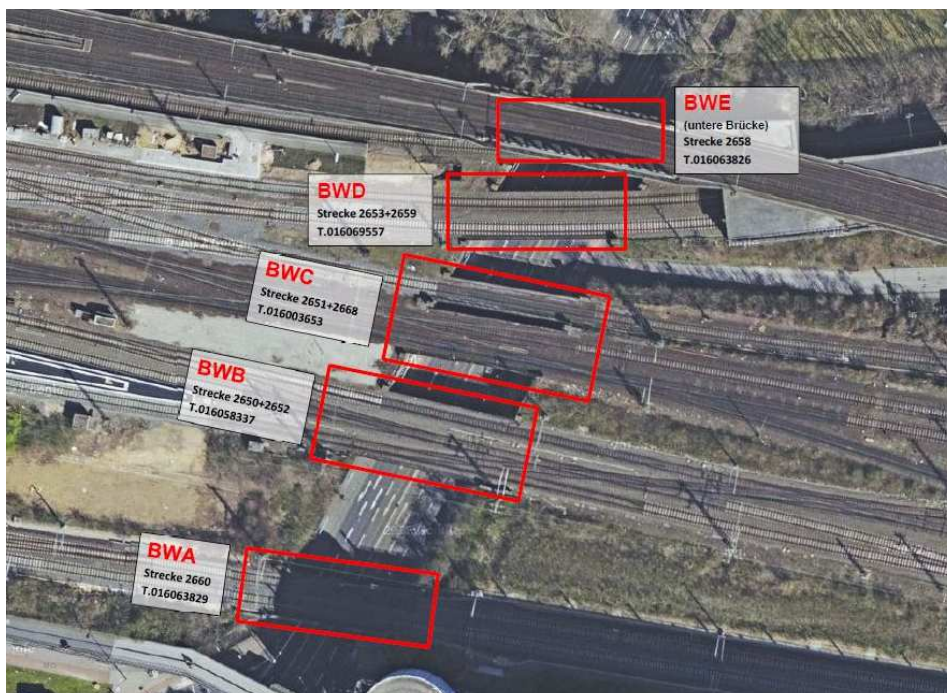 BWE
(untere Brücke)
Strecke 2658
T.016063826
BWD
Strecke 2653+2659
T.016069557
BWC
Strecke 2651+2668
T.016003653
BWB
Strecke 2650+2652
T.016058337
BWA
Strecke 2660
T.016063829